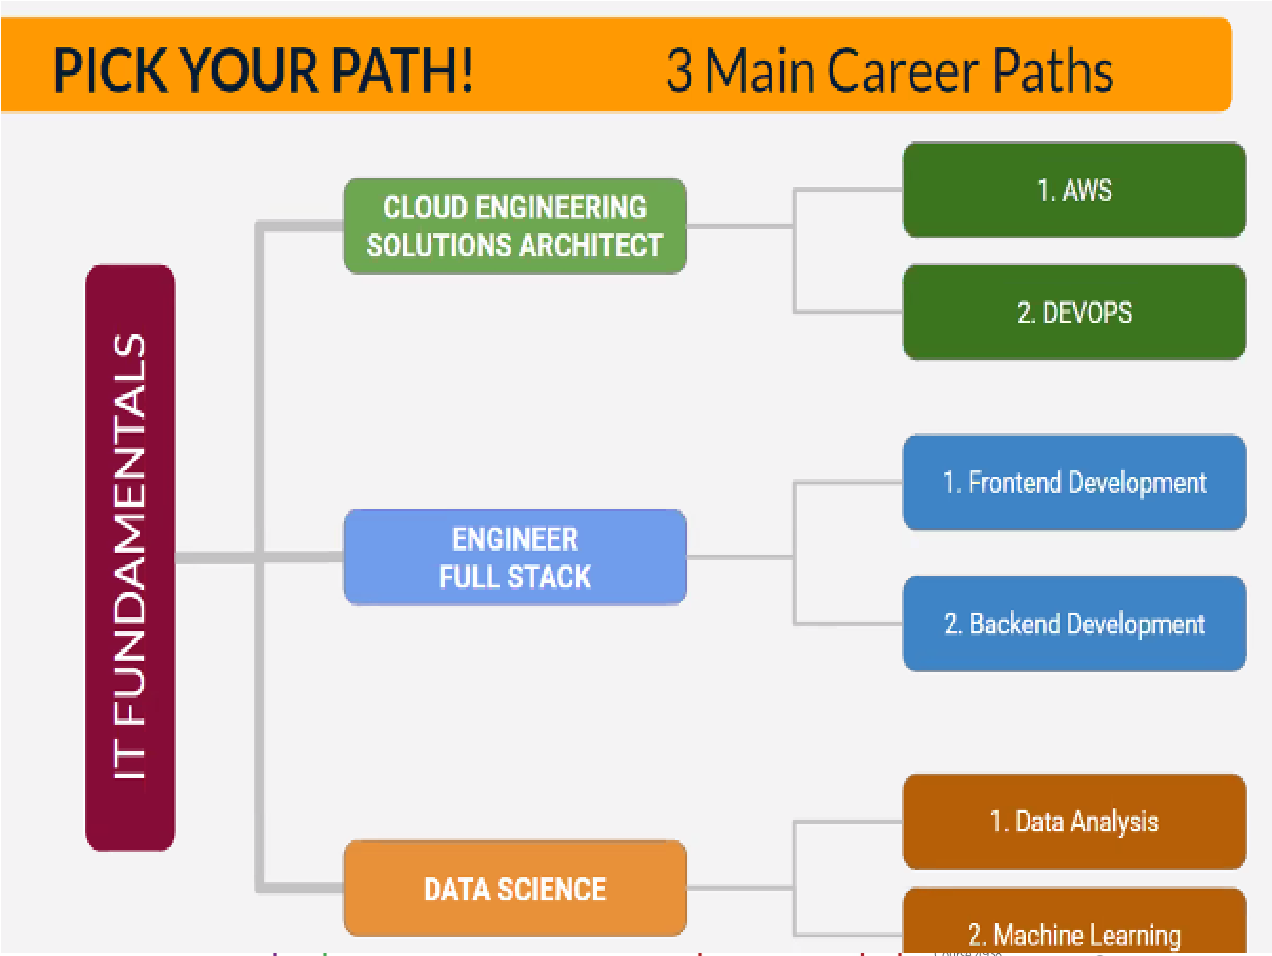 PICK YOUR PATH!
3 Main Career Paths
IT FUNDAMENTALS
CLOUD ENGINEERING
SOLUTIONS ARCHITECT
1. AWS
2. DEVOPS
ENGINEER
FULL STACK
1. Frontend Development
2. Backend Development
DATA SCIENCE
1. Data Analysis
2. Machine Learning